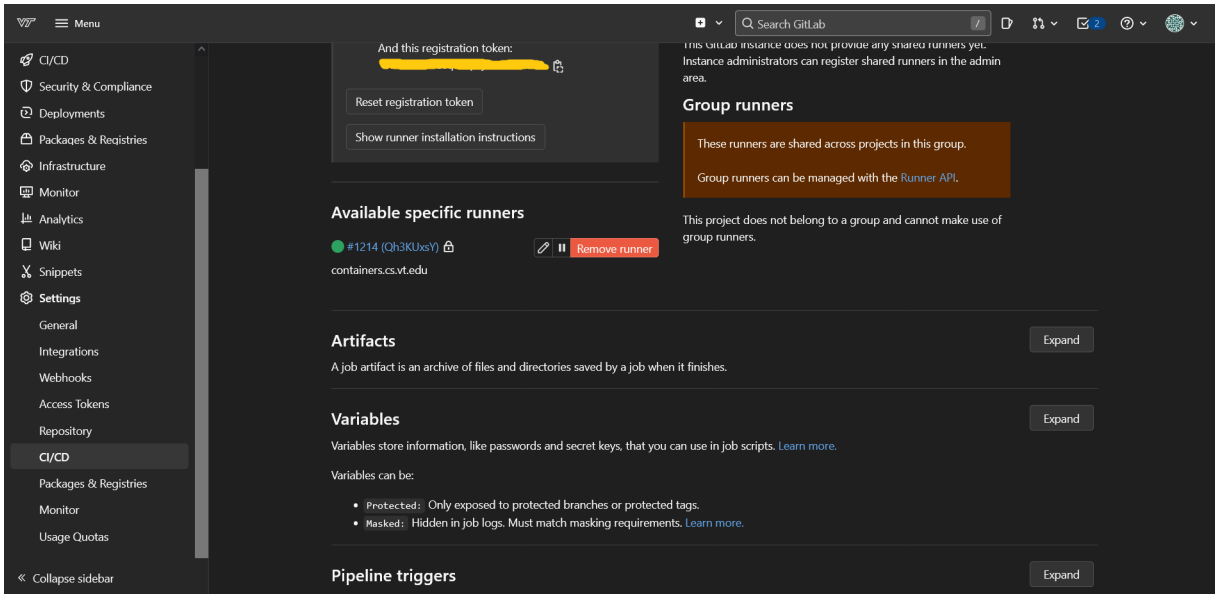 Menu
Search GitLab
/
2
CI/CD
Security & Compliance
Deployments
Packages & Registries
Infrastructure
Monitor
Analytics
Wiki
Snippets
Settings
General
Integrations
Webhooks
Access Tokens
Repository
CI/CD
Packages & Registries
Monitor
Usage Quotas
Collapse sidebar
And this registration token:
Reset registration token
Show runner installation instructions
Available specific runners
#1214 (Qh3KUxsY)
Remove runner
containers.cs.vt.edu
This GitLab instance does not provide any shared runners yet.
Instance administrators can register shared runners in the admin
area.
Group runners
These runners are shared across projects in this group.
Group runners can be managed with the Runner API.
This project does not belong to a group and cannot make use of
group runners.
Artifacts
Expand
A job artifact is an archive of files and directories saved by a job when it finishes.
Variables
Expand
Variables store information, like passwords and secret keys, that you can use in job scripts. Learn more.
Variables can be:
• Protected: Only exposed to protected branches or protected tags.
• Masked: Hidden in job logs. Must match masking requirements. Learn more.
Pipeline triggers
Expand